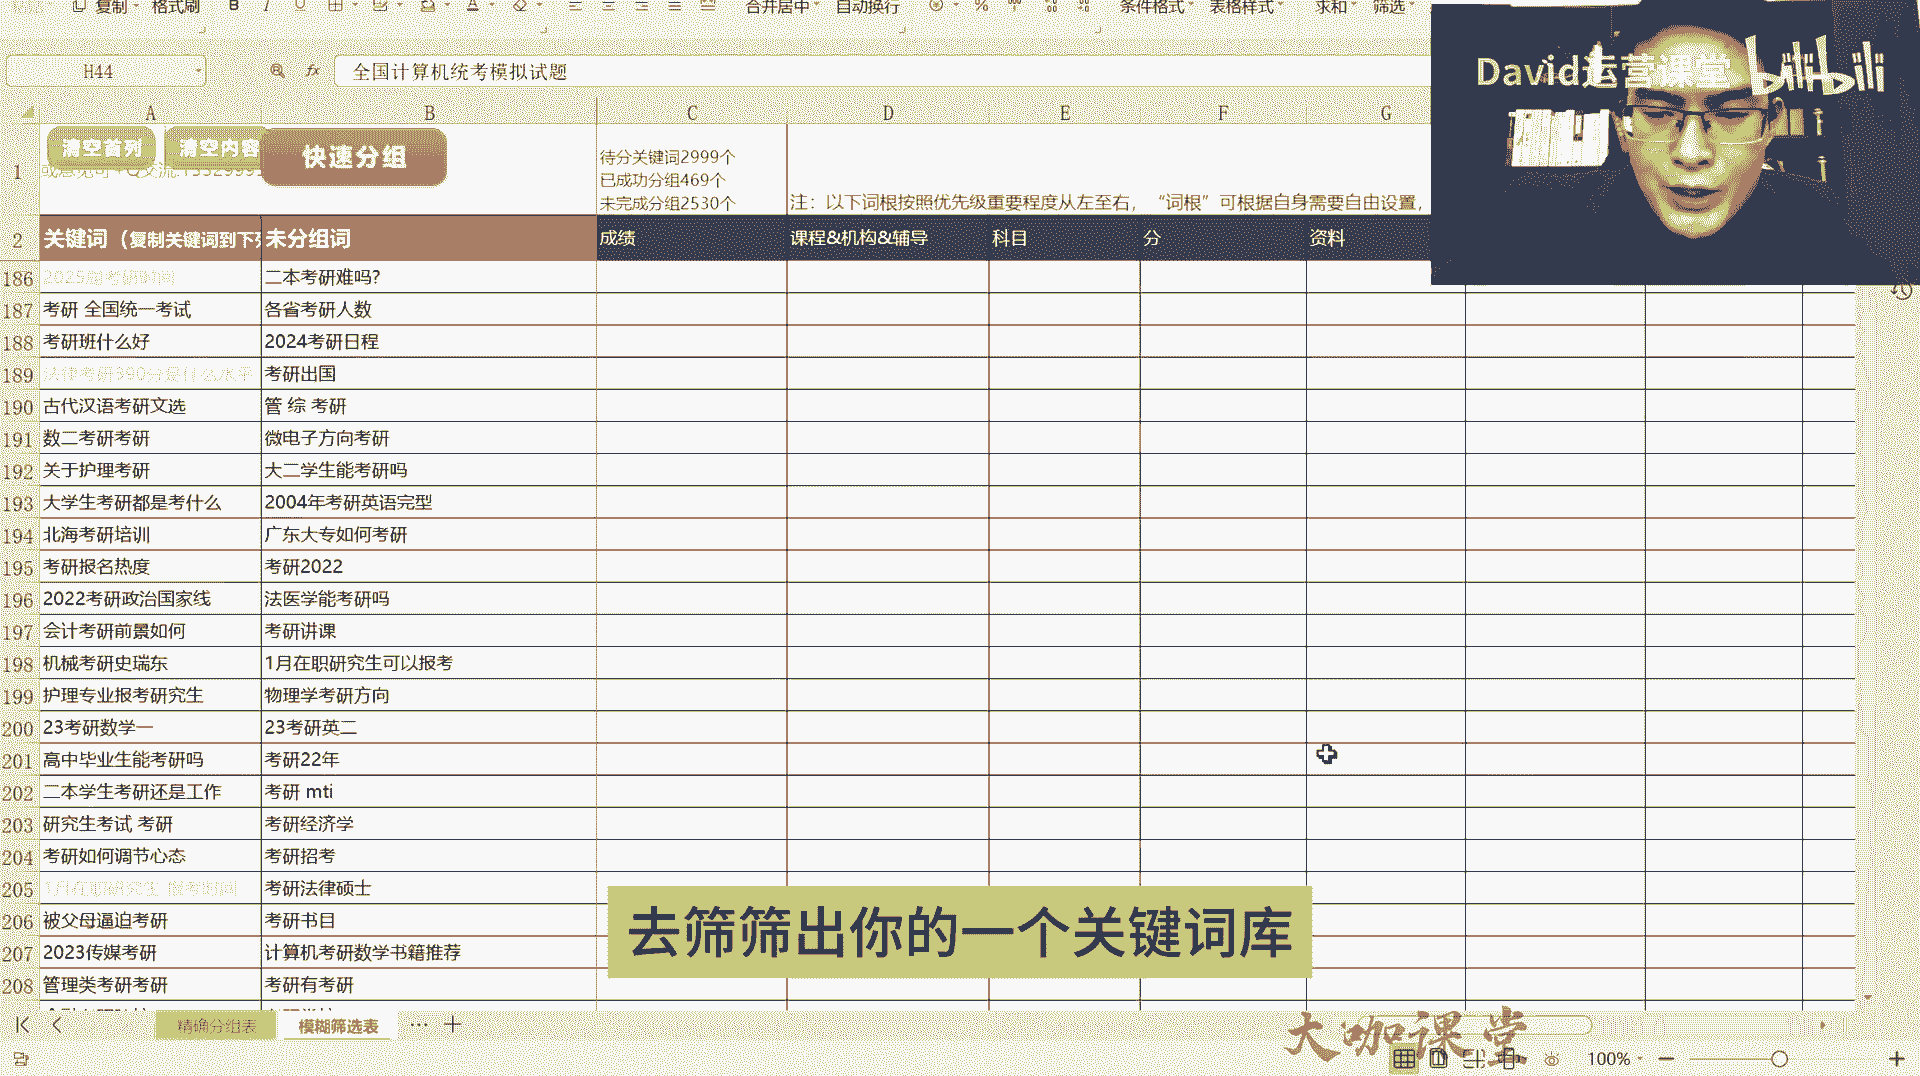 复制 格式刷 B I U 合并居中 自动换行 % 条件格式 表格样式 求和 筛选
H44 fx 全国计算机统考模拟试题
David运营课堂 bilibili
A B C D E F G
清空首列 清空内容 快速分组
待分关键词2999个
已成功分组469个
未完成分组2530个
1 注：以下词根按照优先级重要程度从左至右，“词根”可根据自身需要自由设置，
2 关键词（复制关键词到下列 未分组词 成绩 课程&机构&辅导 科目 分 资料
186 2025届考研时间 二本考研难吗?
187 考研 全国统一考试 各省考研人数
188 考研班什么好 2024考研日程
189 法律考研390分是什么水平 考研出国
190 古代汉语考研文选 管 综 考研
191 数二考研考研 微电子方向考研
192 关于护理考研 大二学生能考研吗
193 大学生考研都是考什么 2004年考研英语完型
194 北海考研培训 广东大专如何考研
195 考研报名热度 考研2022
196 2022考研政治国家线 法医学能考研吗
197 会计考研前景如何 考研讲课
198 机械考研史瑞东 1月在职研究生可以报考
199 护理专业报考研究生 物理学考研方向
200 23考研数学一 23考研英二
201 高中毕业生能考研吗 考研22年
202 二本学生考研还是工作 考研 mti
203 研究生考试 考研 考研经济学
204 考研如何调节心态 考研招考
205 1月在职研究生 报考时间 考研法律硕士
206 被父母逼迫考研 考研书目
207 2023传媒考研 计算机考研数学书籍推荐
208 管理类考研考研 考研有考研
去筛筛出你的一个关键词库
精确分组表 模糊筛选表 ··· +
大咖课堂
100% − +